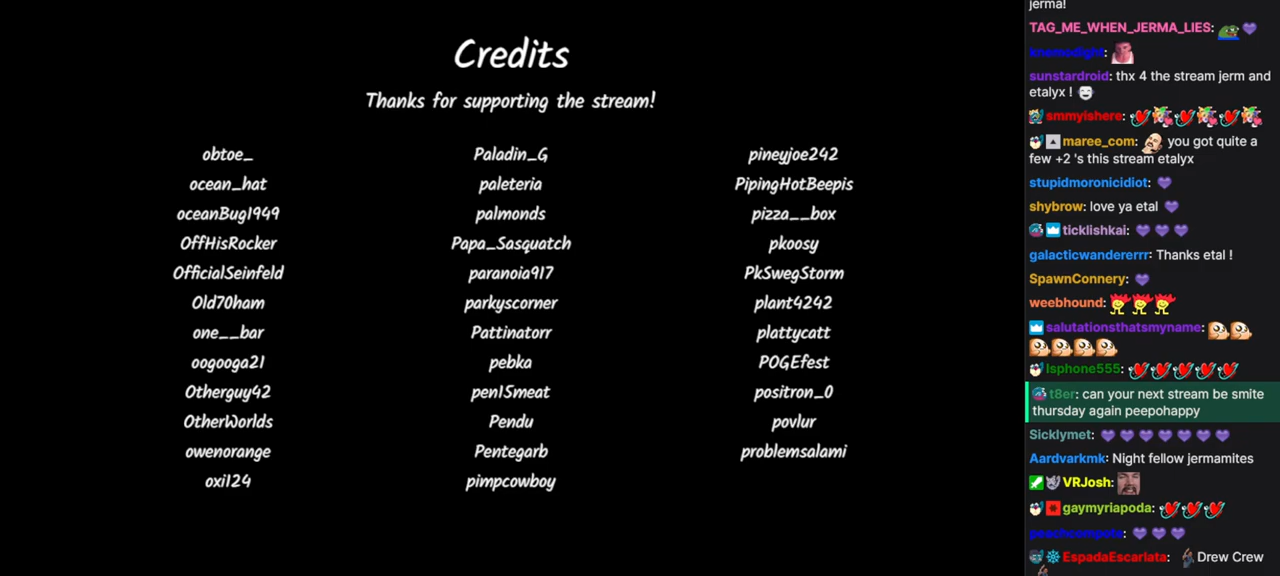 Credits
Thanks for supporting the stream!
obtoe_
ocean_hat
oceanBug1949
OffHisRocker
OfficialSeinfeld
Old70ham
one__bar
oogooga21
Otherguy42
OtherWorlds
owenorange
oxi124
Paladin_G
paleteria
palmonds
Papa_Sasquatch
paranoia917
parkyscorner
Pattinatorr
pebka
pen15meat
Pendu
Pentegarb
pimpcowboy
pineyjoe242
PipingHotBeepis
pizza__box
pkoosy
PkSwegStorm
plant4242
plattycatt
POGEfest
positron_0
povlur
problemsalami
jerma!
TAG_ME_WHEN_JERMA_LIES:
knemodight:
sunstardroid: thx 4 the stream jerm and
etalyx !
smmyishere:
maree_com: you got quite a
few +2 's this stream etalyx
stupidmoronicidiot:
shybrow: love ya etal
ticklishkai:
galacticwandererrr: Thanks etal !
SpawnConnery:
weebhound:
salutationsthatsmyname:
lsphone555:
t8er: can your next stream be smite
thursday again peepohappy
Sicklymet:
Aardvarkmk: Night fellow jermamites
VRJosh:
gaymyriapoda:
EspadaEscarlata: Drew Crew